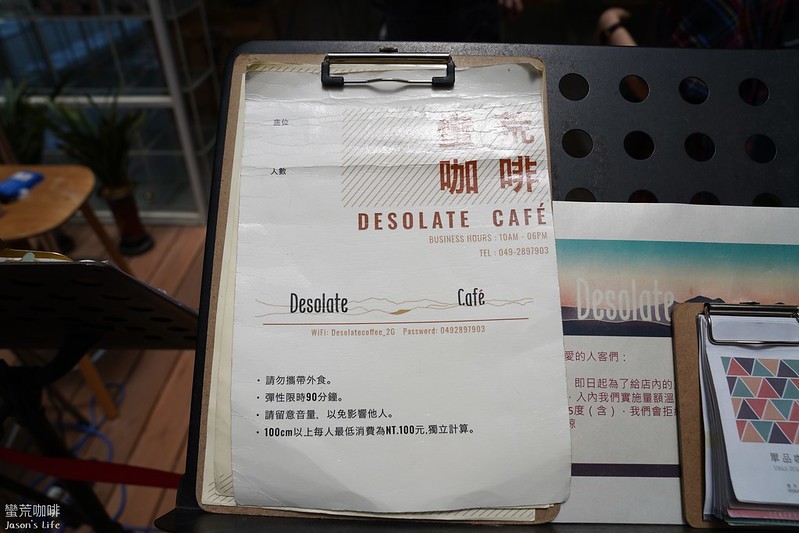 座位
人數
蠻荒
咖啡
DESOLATE CAFÉ
BUSINESS HOURS : 10AM - 06PM
TEL : 049-2897903
Desolate Café
WiFi: Desolatecoffee_2G Password: 0492897903
・請勿攜帶外食。
・彈性限時90分鐘。
・請留意音量，以免影響他人。
・100cm以上每人最低消費為NT.100元,獨立計算。
Desolate
愛的人客們：
即日起為了給店內的
人內我們實施量額溫
5度（含），我們會拒
諒
單品咖
蠻荒咖啡
Jason's Life